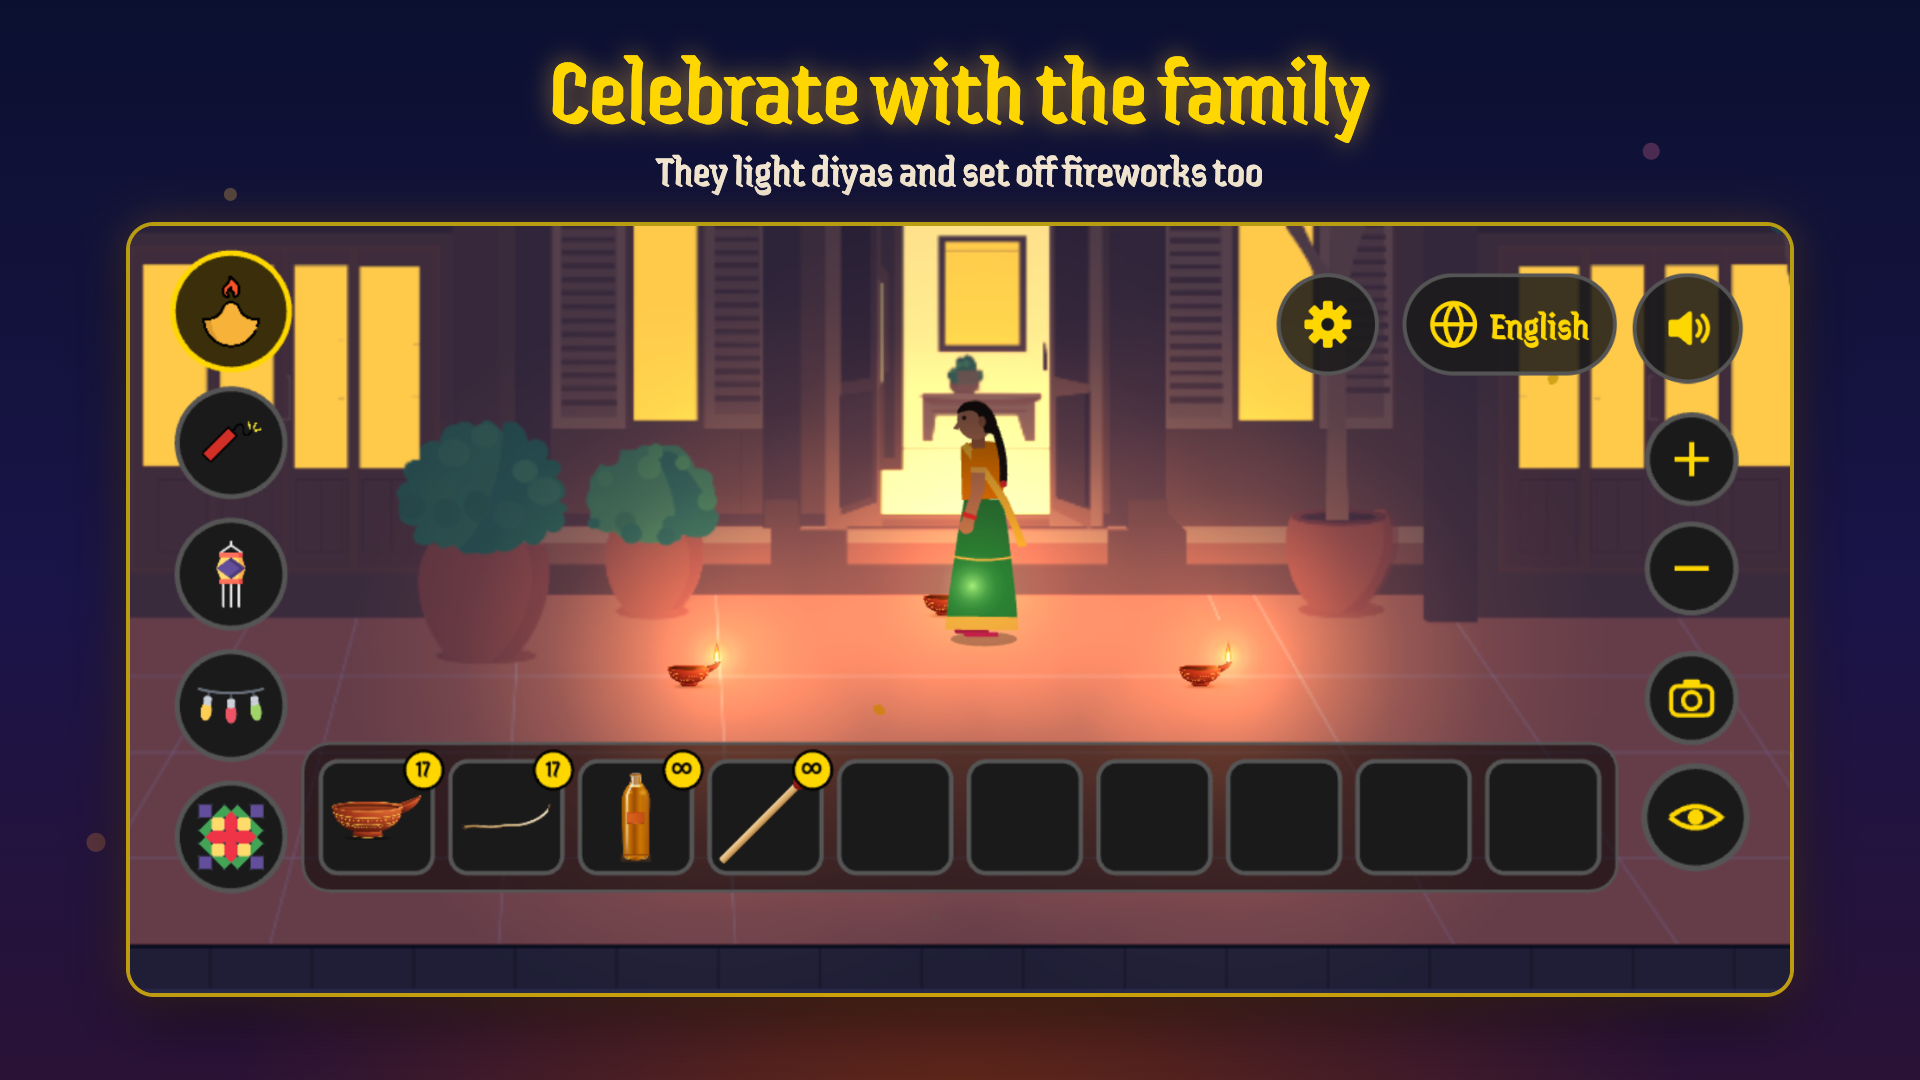 Celebrate with the family
They light diyas and set off fireworks too
English
17
17
∞
∞